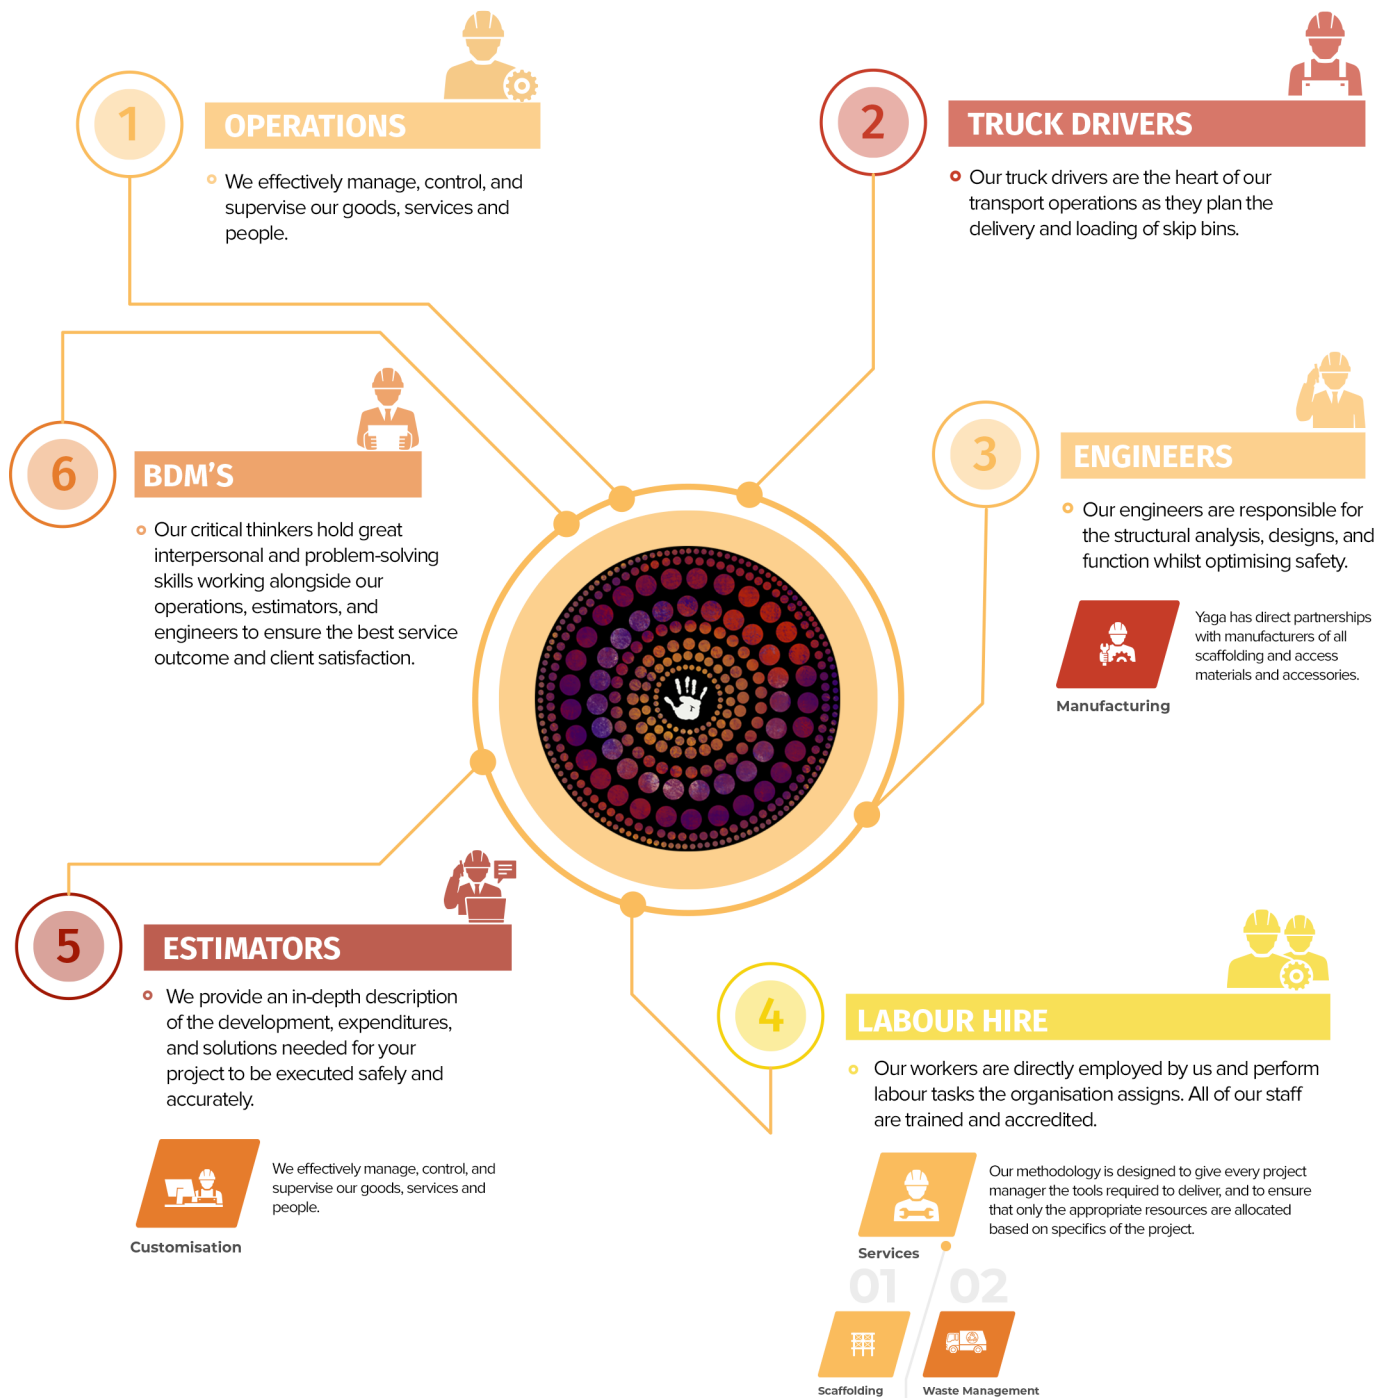 1
OPERATIONS
We effectively manage, control, and
supervise our goods, services and
people.
2
TRUCK DRIVERS
Our truck drivers are the heart of our
transport operations as they plan the
delivery and loading of skip bins.
3
ENGINEERS
Our engineers are responsible for
the structural analysis, designs, and
function whilst optimising safety.
Yaga has direct partnerships
with manufacturers of all
scaffolding and access
materials and accessories.
Manufacturing
4
LABOUR HIRE
Our workers are directly employed by us and perform
labour tasks the organisation assigns. All of our staff
are trained and accredited.
Our methodology is designed to give every project
manager the tools required to deliver, and to ensure
that only the appropriate resources are allocated
based on specifics of the project.
Services
01
02
Scaffolding
Waste Management
5
ESTIMATORS
We provide an in-depth description
of the development, expenditures,
and solutions needed for your
project to be executed safely and
accurately.
We effectively manage, control, and
supervise our goods, services and
people.
Customisation
6
BDM'S
Our critical thinkers hold great
interpersonal and problem-solving
skills working alongside our
operations, estimators, and
engineers to ensure the best service
outcome and client satisfaction.